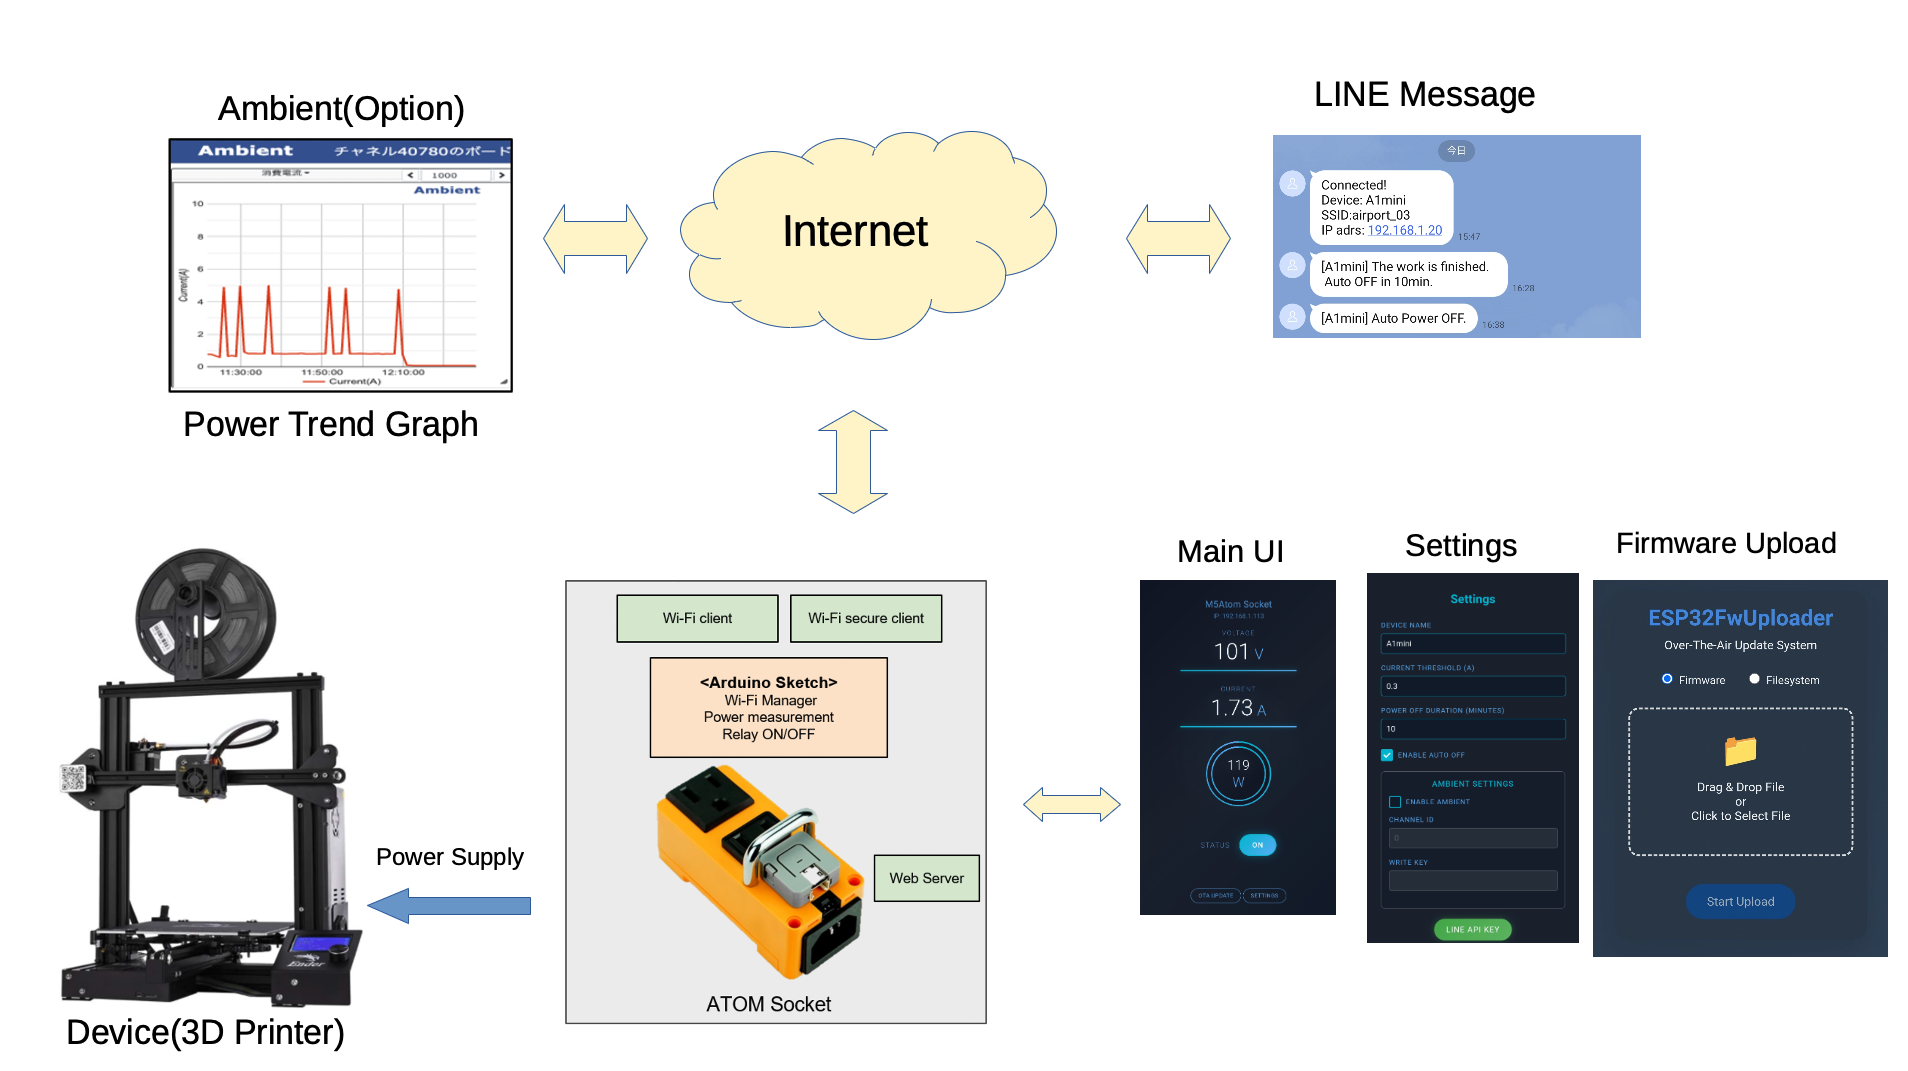 Ambient(Option)
Ambient チャネル40780のボード
消費電流
< 1000 >
Ambient
10
8
6
4
2
0
Current(A)
11:30:00 11:50:00 12:10:00
Current(A)
Power Trend Graph
Internet
LINE Message
今日
Connected!
Device: A1mini
SSID:airport_03
IP adrs: 192.168.1.20
15:47
[A1mini] The work is finished.
Auto OFF in 10min.
16:28
[A1mini] Auto Power OFF.
16:38
Ender
Device(3D Printer)
Power Supply
Wi-Fi client
Wi-Fi secure client
<Arduino Sketch>
Wi-Fi Manager
Power measurement
Relay ON/OFF
Web Server
ATOM Socket
Main UI
M5Atom Socket
IP: 192.168.1.113
VOLTAGE
101 V
CURRENT
1.73 A
119
W
STATUS ON
OTA UPDATE SETTINGS
Settings
Settings
DEVICE NAME
A1mini
CURRENT THRESHOLD (A)
0.3
POWER OFF DURATION (MINUTES)
10
ENABLE AUTO OFF
AMBIENT SETTINGS
ENABLE AMBIENT
CHANNEL ID
0
WRITE KEY
LINE API KEY
Firmware Upload
ESP32FwUploader
Over-The-Air Update System
Firmware Filesystem
Drag & Drop File
or
Click to Select File
Start Upload